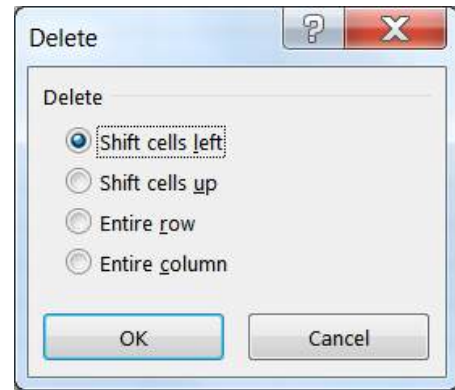 Delete
Delete
Shift cells left
Shift cells up
Entire row
Entire column
OK Cancel